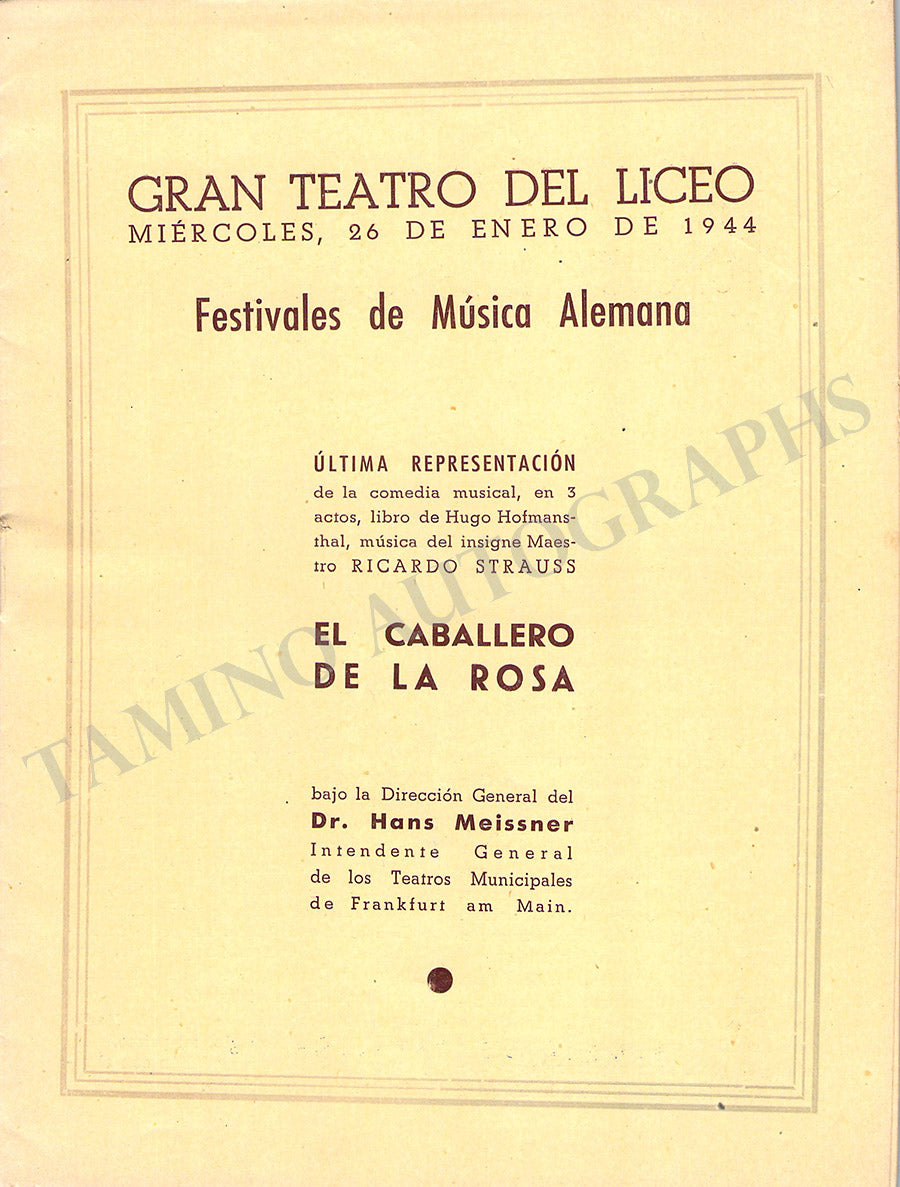 GRAN TEATRO DEL LICEO
MIÉRCOLES, 26 DE ENERO DE 1944
Festivales de Música Alemana
ÚLTIMA REPRESENTACIÓN
de la comedia musical, en 3
actos, libro de Hugo Hofmans-
thal, música del insigne Maes-
tro RICARDO STRAUSS
EL CABALLERO
DE LA ROSA
bajo la Dirección General del
Dr. Hans Meissner
Intendente General
de los Teatros Municipales
de Frankfurt am Main.
TAMINO AUTOGRAPHS